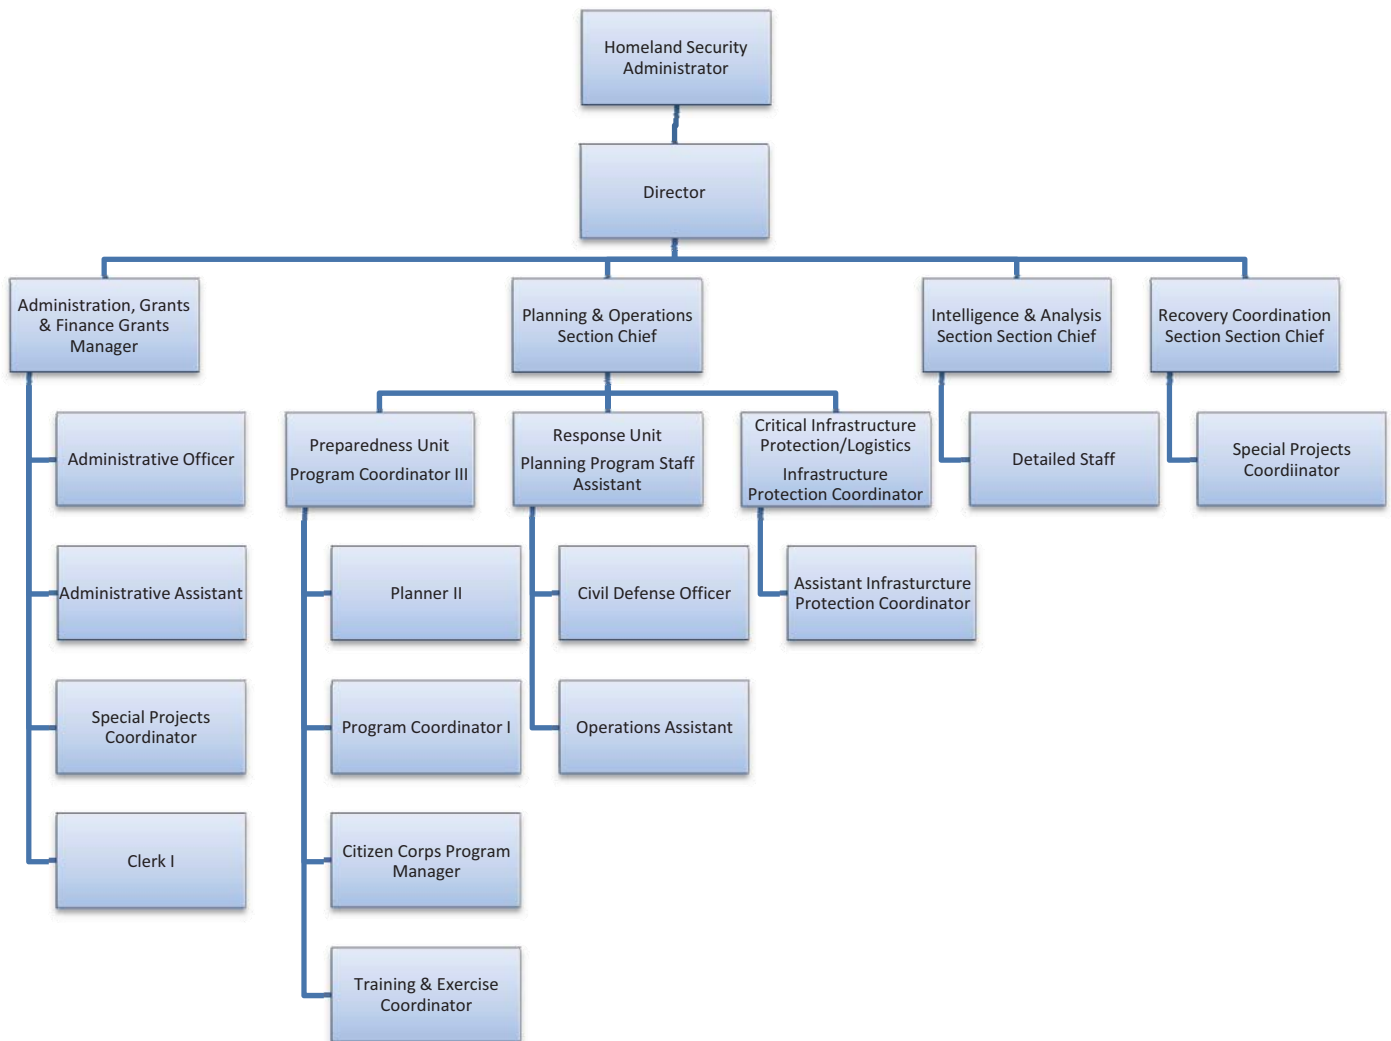 Homeland Security
Administrator
Director
Administration, Grants
& Finance Grants
Manager
Planning & Operations
Section Chief
Intelligence & Analysis
Section Section Chief
Recovery Coordination
Section Section Chief
Administrative Officer
Preparedness Unit
Program Coordinator III
Response Unit
Planning Program Staff
Assistant
Critical Infrastructure
Protection/Logistics
Infrastructure
Protection Coordinator
Detailed Staff
Special Projects
Coordiinator
Administrative Assistant
Planner II
Civil Defense Officer
Assistant Infrasturcture
Protection Coordinator
Special Projects
Coordinator
Program Coordinator I
Operations Assistant
Clerk I
Citizen Corps Program
Manager
Training & Exercise
Coordinator